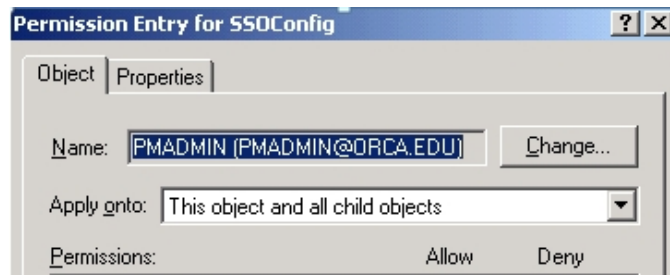 Permission Entry for SSOConfig
Object Properties
Name: PMADMIN (PMADMIN@ORCA.EDU) Change...
Apply onto: This object and all child objects
Permissions: Allow Deny